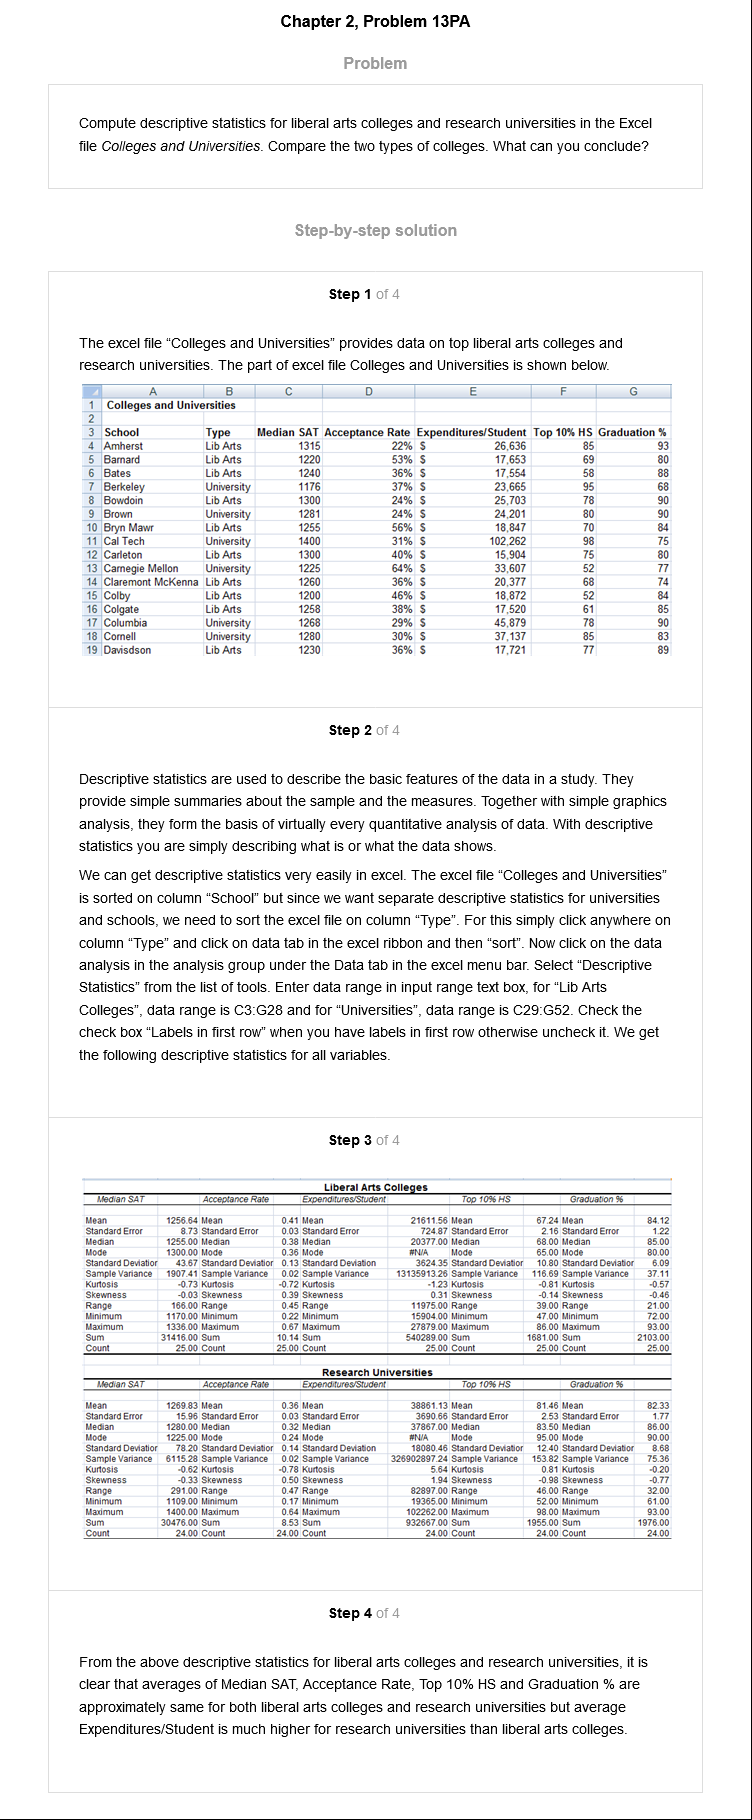 Chapter 2, Problem 13PA
Problem
Compute descriptive statistics for liberal arts colleges and research universities in the Excel
file Colleges and Universities. Compare the two types of colleges. What can you conclude?
Step-by-step solution
Step 1 of 4
The excel file “Colleges and Universities” provides data on top liberal arts colleges and
research universities. The part of excel file Colleges and Universities is shown below.
A B C D E F G
1 Colleges and Universities
2
3 School Type Median SAT Acceptance Rate Expenditures/Student Top 10% HS Graduation %
4 Amherst Lib Arts 1315 22% $ 26,636 85 93
5 Barnard Lib Arts 1220 53% $ 17,653 69 80
6 Bates Lib Arts 1240 36% $ 17,554 58 88
7 Berkeley University 1176 37% $ 23,665 95 68
8 Bowdoin Lib Arts 1300 24% $ 25,703 78 90
9 Brown University 1281 24% $ 24,201 80 90
10 Bryn Mawr Lib Arts 1255 56% $ 18,847 70 84
11 Cal Tech University 1400 31% $ 102,262 98 75
12 Carleton Lib Arts 1300 40% $ 15,904 75 80
13 Carnegie Mellon University 1225 64% $ 33,607 52 77
14 Claremont McKenna Lib Arts 1260 36% $ 20,377 68 74
15 Colby Lib Arts 1200 46% $ 18,872 52 84
16 Colgate Lib Arts 1258 38% $ 17,520 61 85
17 Columbia University 1268 29% $ 45,879 78 90
18 Cornell University 1280 30% $ 37,137 85 83
19 Davisdson Lib Arts 1230 36% $ 17,721 77 89
Step 2 of 4
Descriptive statistics are used to describe the basic features of the data in a study. They
provide simple summaries about the sample and the measures. Together with simple graphics
analysis, they form the basis of virtually every quantitative analysis of data. With descriptive
statistics you are simply describing what is or what the data shows.
We can get descriptive statistics very easily in excel. The excel file “Colleges and Universities”
is sorted on column “School” but since we want separate descriptive statistics for universities
and schools, we need to sort the excel file on column “Type”. For this simply click anywhere on
column “Type” and click on data tab in the excel ribbon and then “sort”. Now click on the data
analysis in the analysis group under the Data tab in the excel menu bar. Select “Descriptive
Statistics” from the list of tools. Enter data range in input range text box, for “Lib Arts
Colleges”, data range is C3:G28 and for “Universities”, data range is C29:G52. Check the
check box “Labels in first row” when you have labels in first row otherwise uncheck it. We get
the following descriptive statistics for all variables.
Step 3 of 4
Liberal Arts Colleges
Median SAT Acceptance Rate Expenditures/Student Top 10% HS Graduation %
Mean 1256.64 Mean 0.41 Mean 21611.56 Mean 67.24 Mean 84.12
Standard Error 8.73 Standard Error 0.03 Standard Error 724.87 Standard Error 2.16 Standard Error 1.22
Median 1255.00 Median 0.38 Median 20377.00 Median 68.00 Median 85.00
Mode 1300.00 Mode 0.36 Mode #N/A Mode 65.00 Mode 80.00
Standard Deviation 43.67 Standard Deviation 0.13 Standard Deviation 3624.35 Standard Deviation 10.80 Standard Deviation 6.09
Sample Variance 1907.41 Sample Variance 0.02 Sample Variance 13135913.26 Sample Variance 116.69 Sample Variance 37.11
Kurtosis -0.73 Kurtosis -0.72 Kurtosis -1.23 Kurtosis -0.81 Kurtosis -0.57
Skewness -0.03 Skewness 0.39 Skewness 0.31 Skewness -0.14 Skewness -0.46
Range 166.00 Range 0.45 Range 11975.00 Range 39.00 Range 21.00
Minimum 1170.00 Minimum 0.22 Minimum 15904.00 Minimum 47.00 Minimum 72.00
Maximum 1336.00 Maximum 0.67 Maximum 27879.00 Maximum 86.00 Maximum 93.00
Sum 31416.00 Sum 10.14 Sum 540289.00 Sum 1681.00 Sum 2103.00
Count 25.00 Count 25.00 Count 25.00 Count 25.00 Count 25.00
Research Universities
Median SAT Acceptance Rate Expenditures/Student Top 10% HS Graduation %
Mean 1269.83 Mean 0.36 Mean 38861.13 Mean 81.46 Mean 82.33
Standard Error 15.96 Standard Error 0.03 Standard Error 3690.66 Standard Error 2.53 Standard Error 1.77
Median 1280.00 Median 0.32 Median 37867.00 Median 83.50 Median 86.00
Mode 1225.00 Mode 0.24 Mode #N/A Mode 95.00 Mode 90.00
Standard Deviation 78.20 Standard Deviation 0.14 Standard Deviation 18080.46 Standard Deviation 12.40 Standard Deviation 8.68
Sample Variance 6115.28 Sample Variance 0.02 Sample Variance 326902897.24 Sample Variance 153.82 Sample Variance 75.36
Kurtosis -0.62 Kurtosis -0.78 Kurtosis 5.64 Kurtosis 0.81 Kurtosis -0.20
Skewness -0.33 Skewness 0.50 Skewness 1.94 Skewness -0.98 Skewness -0.77
Range 291.00 Range 0.47 Range 82897.00 Range 46.00 Range 32.00
Minimum 1109.00 Minimum 0.17 Minimum 19365.00 Minimum 52.00 Minimum 61.00
Maximum 1400.00 Maximum 0.64 Maximum 102262.00 Maximum 98.00 Maximum 93.00
Sum 30476.00 Sum 8.53 Sum 932667.00 Sum 1955.00 Sum 1976.00
Count 24.00 Count 24.00 Count 24.00 Count 24.00 Count 24.00
Step 4 of 4
From the above descriptive statistics for liberal arts colleges and research universities, it is
clear that averages of Median SAT, Acceptance Rate, Top 10% HS and Graduation % are
approximately same for both liberal arts colleges and research universities but average
Expenditures/Student is much higher for research universities than liberal arts colleges.